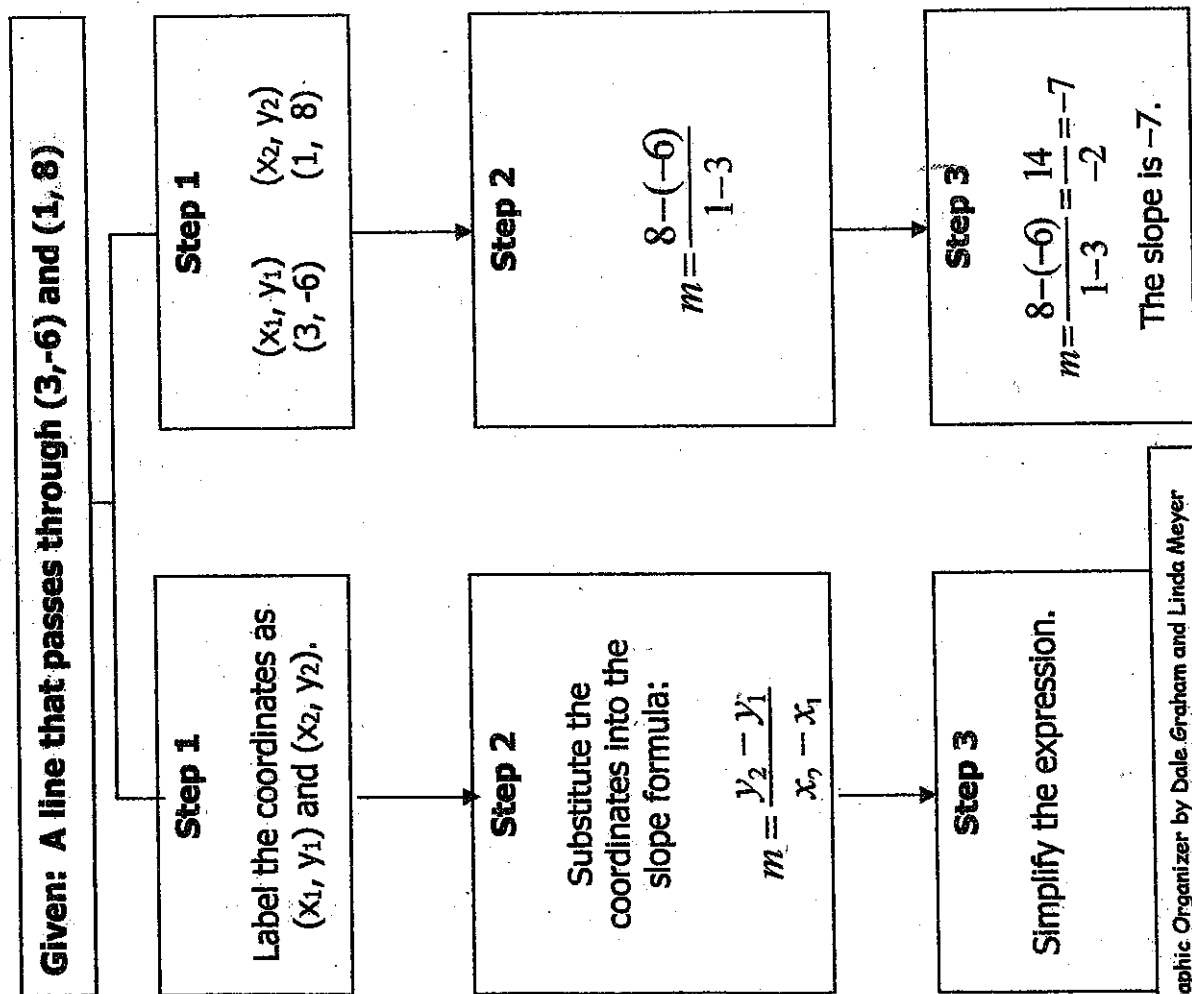 Given: A line that passes through (3,-6) and (1, 8)
Step 1
Label the coordinates as
(x₁, y₁) and (x₂, y₂).
Step 2
Substitute the
coordinates into the
slope formula:
m = y₂ − y₁
x₂ − x₁
Step 3
Simplify the expression.
Step 1
(x₁, y₁) (x₂, y₂)
(3, -6) (1, 8)
Step 2
m = 8−(−6)
1−3
Step 3
m = 8−(−6) = 14 = −7
1−3 −2
The slope is −7.
aphic Organizer by Dale Graham and Linda Meyer